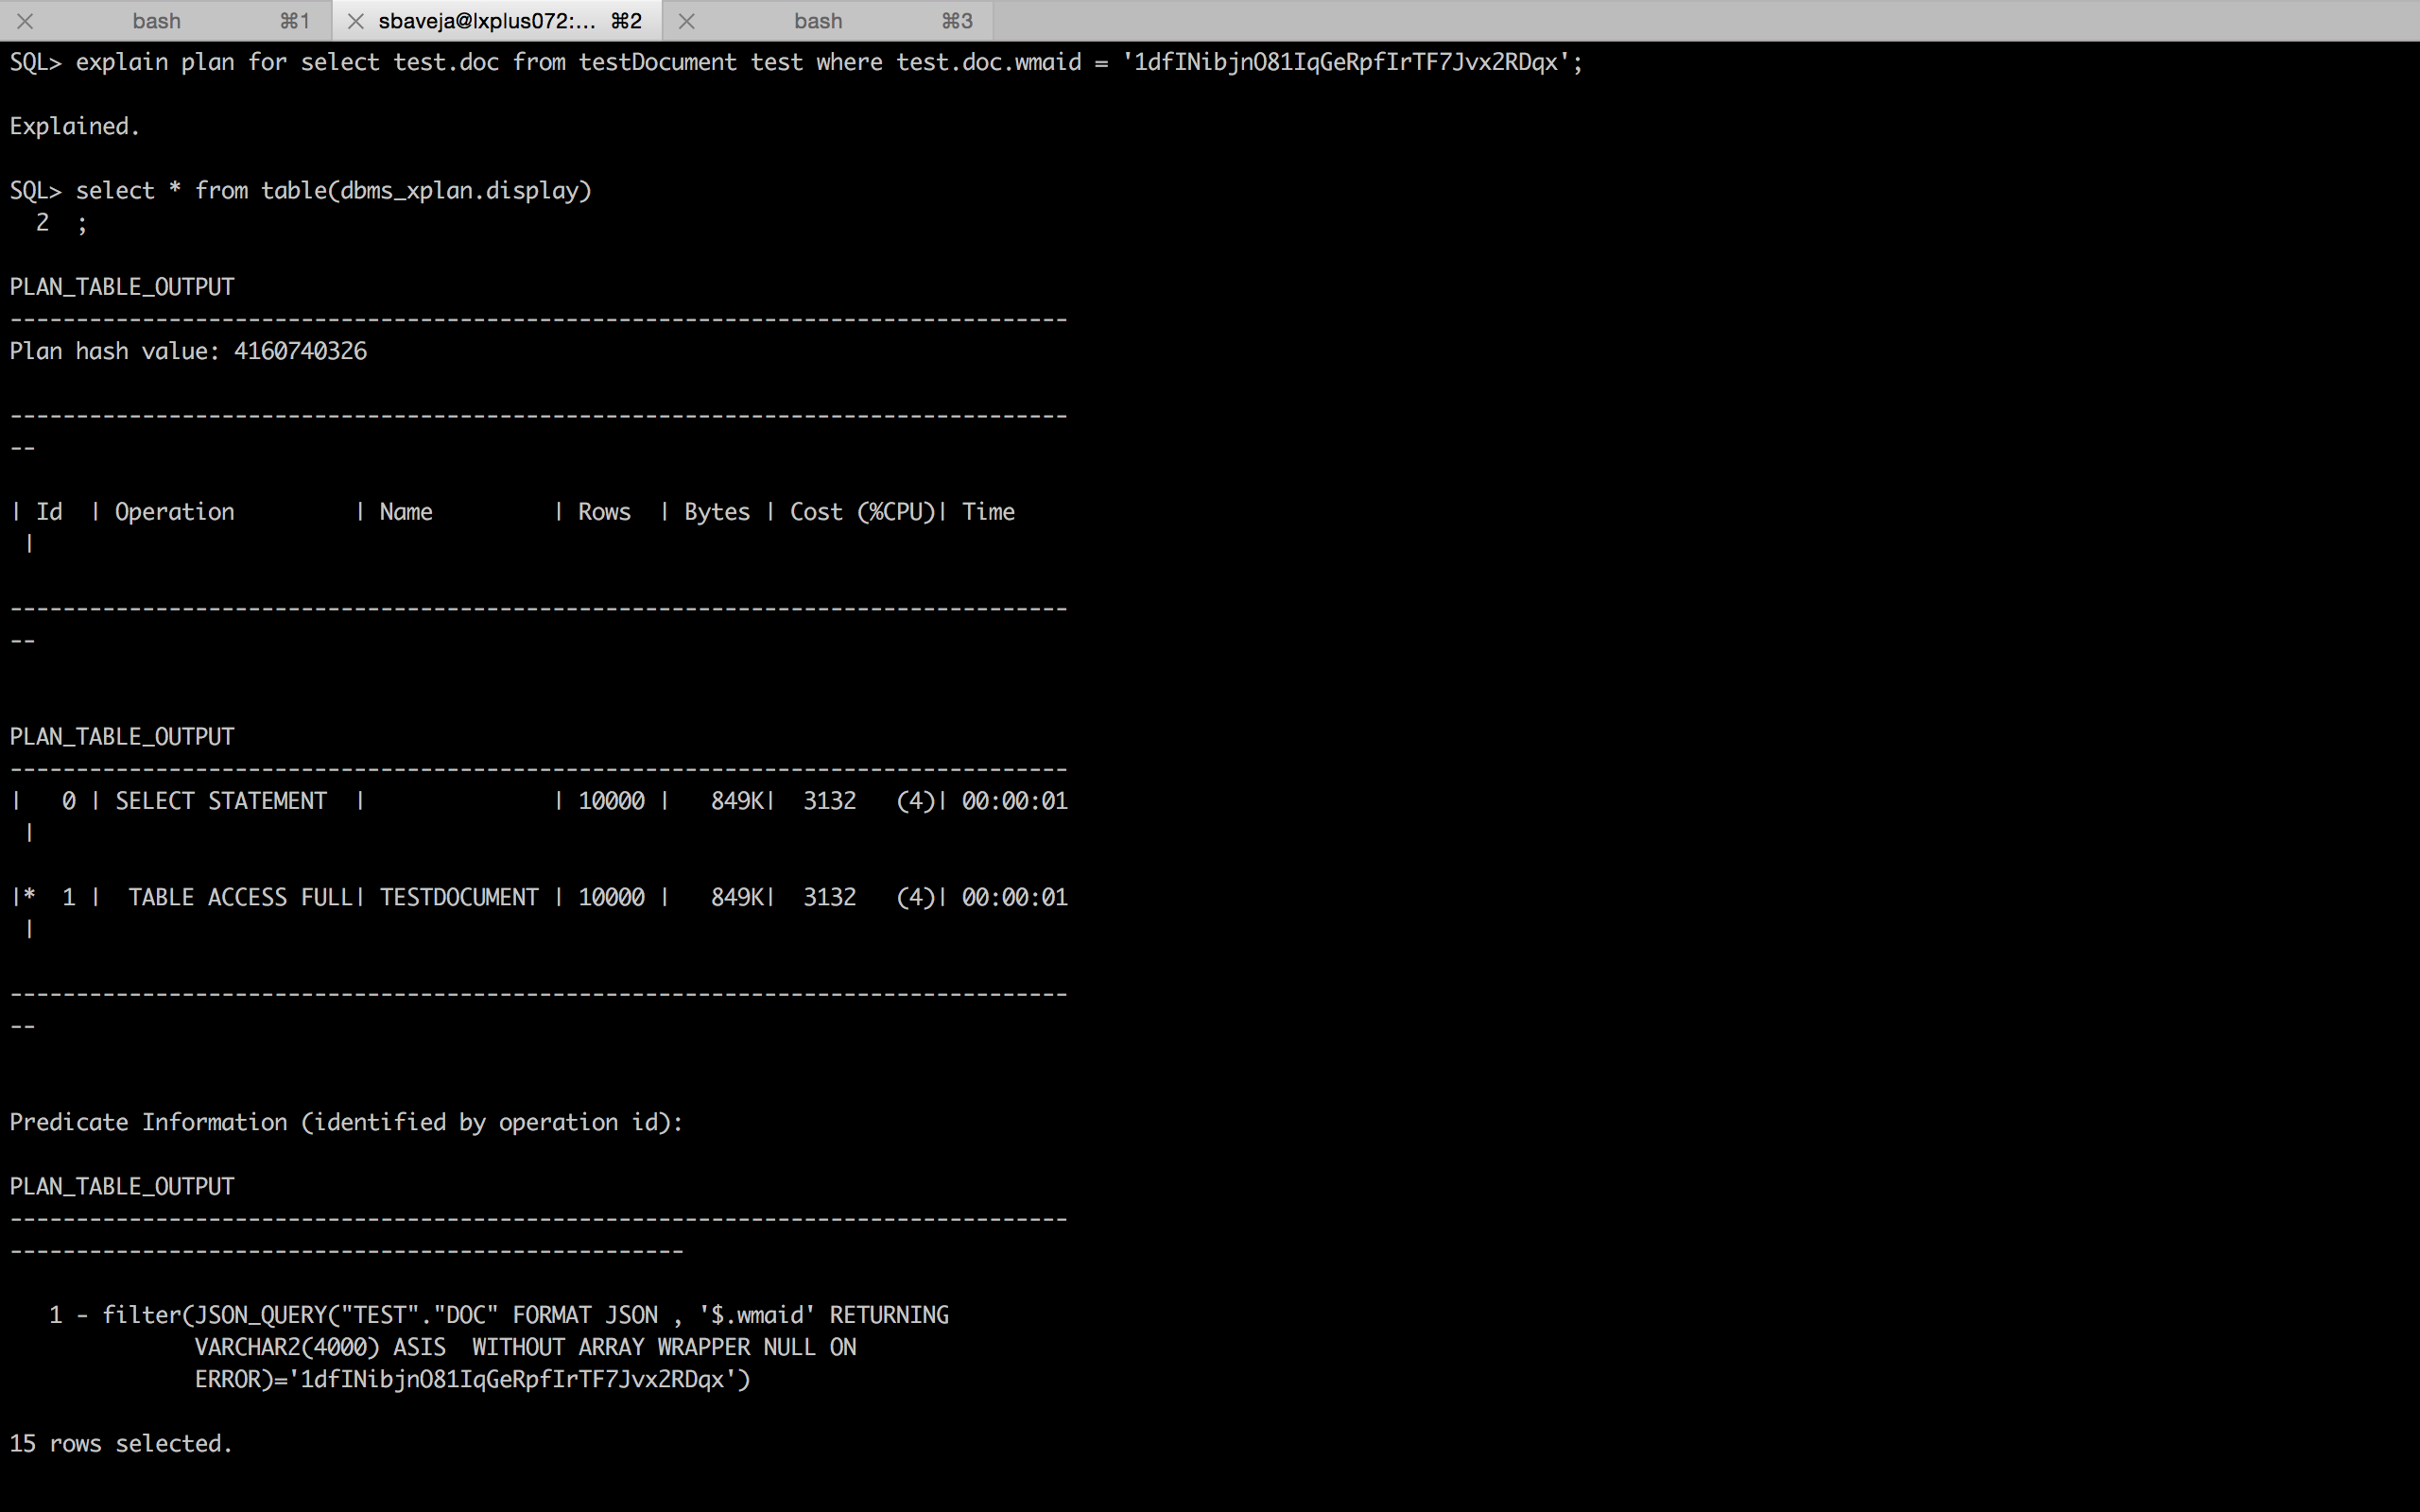 bash ⌘1 sbaveja@lxplus072:... ⌘2 bash ⌘3
SQL> explain plan for select test.doc from testDocument test where test.doc.wmaid = '1dfINibjnO81IqGeRpfIrTF7Jvx2RDqx';
Explained.
SQL> select * from table(dbms_xplan.display)
  2  ;
PLAN_TABLE_OUTPUT
--------------------------------------------------------------------------------
Plan hash value: 4160740326
--------------------------------------------------------------------------------
--
| Id  | Operation         | Name         | Rows  | Bytes | Cost (%CPU)| Time
 |
--------------------------------------------------------------------------------
--
PLAN_TABLE_OUTPUT
--------------------------------------------------------------------------------
|   0 | SELECT STATEMENT  |              | 10000 |   849K|  3132   (4)| 00:00:01
 |
|*  1 |  TABLE ACCESS FULL| TESTDOCUMENT | 10000 |   849K|  3132   (4)| 00:00:01
 |
--------------------------------------------------------------------------------
--
Predicate Information (identified by operation id):
PLAN_TABLE_OUTPUT
--------------------------------------------------------------------------------
---------------------------------------------------
   1 - filter(JSON_QUERY("TEST"."DOC" FORMAT JSON , '$.wmaid' RETURNING
              VARCHAR2(4000) ASIS  WITHOUT ARRAY WRAPPER NULL ON
              ERROR)='1dfINibjnO81IqGeRpfIrTF7Jvx2RDqx')
15 rows selected.